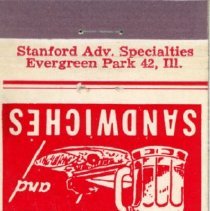 Stanford Adv. Specialties
Evergreen Park 42, Ill.
and
SANDWICHES